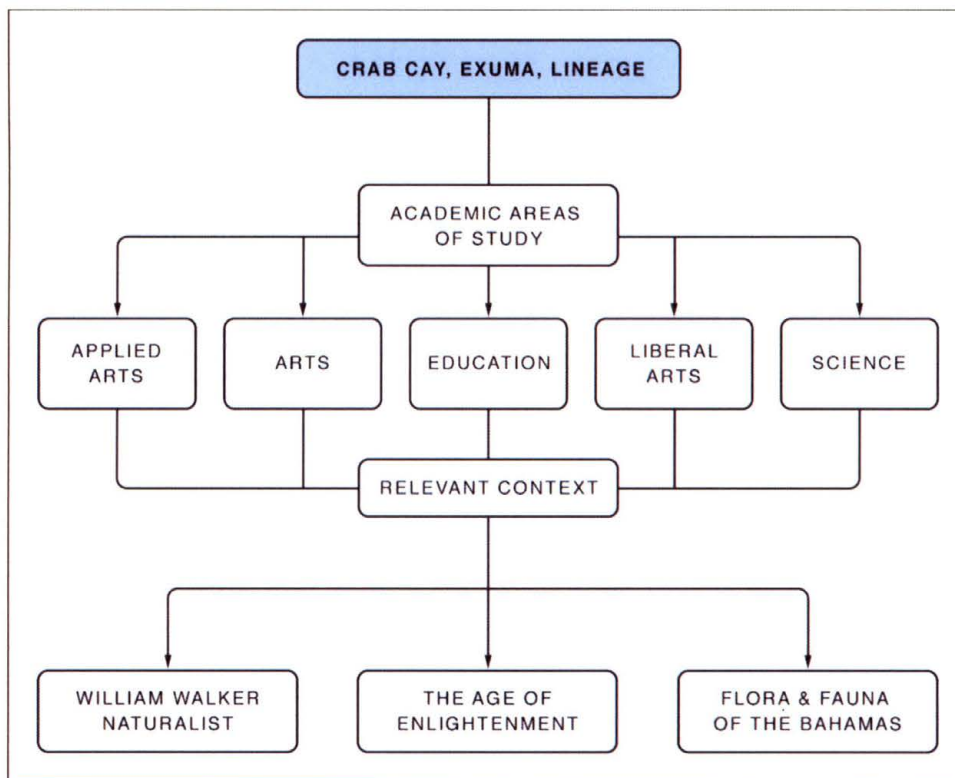 CRAB CAY, EXUMA, LINEAGE
ACADEMIC AREAS
OF STUDY
APPLIED
ARTS
ARTS
EDUCATION
LIBERAL
ARTS
SCIENCE
RELEVANT CONTEXT
WILLIAM WALKER
NATURALIST
THE AGE OF
ENLIGHTENMENT
FLORA & FAUNA
OF THE BAHAMAS